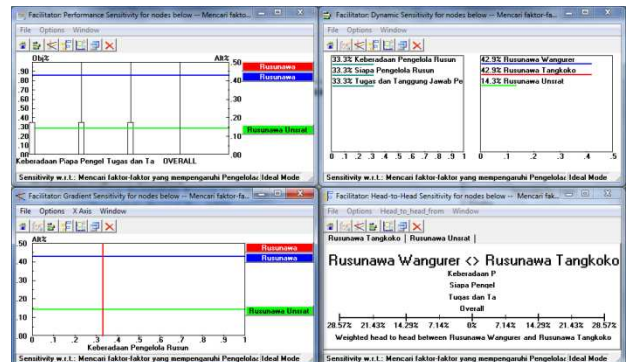 Facilitator: Performance Sensitivity for nodes below -- Mencari fakto...
File Options Window
Obj% Alt%
.90
.80
.70
.60
.50
.40
.30
.20
.10
.00
.50
.40
.30
.20
.10
.00
Rusunawa
Rusunawa
Rusunawa Unsrat
Keberadaan P iapa Pengel Tugas dan Ta OVERALL
Sensitivity w.r.t.: Mencari faktor-faktor yang mempengaruhi Pengelolaa Ideal Mode
Facilitator: Dynamic Sensitivity for nodes below -- Mencari faktor-fa...
File Options Window
33.3% Keberadaan Pengelola Rusun
33.3% Siapa Pengelola Rusun
33.3% Tugas dan Tanggung Jawab Pe
42.9% Rusunawa Wangurer
42.9% Rusunawa Tangkoko
14.3% Rusunawa Unsrat
0 .1 .2 .3 .4 .5 .6 .7 .8 .9 1
0 .1 .2 .3 .4 .5
Sensitivity w.r.t.: Mencari faktor-faktor yang mempengaruhi Pengelolaa Ideal Mode
Facilitator: Gradient Sensitivity for nodes below -- Mencari faktor-fa...
File Options X Axis Window
Alt%
.50
.40
.30
.20
.10
.00
Rusunawa
Rusunawa
Rusunawa Unsrat
0 .1 .2 .3 .4 .5 .6 .7 .8 .9 1
Keberadaan Pengelola Rusun
Sensitivity w.r.t.: Mencari faktor-faktor yang mempengaruhi Pengelolaa Ideal Mode
Facilitator: Head-to-Head Sensitivity for nodes below -- Mencari fak...
File Options Head_to_head_from Window
Rusunawa Tangkoko | Rusunawa Unsrat |
Rusunawa Wangurer <> Rusunawa Tangkoko
Keberadaan P
Siapa Pengel
Tugas dan Ta
Overall
28.57% 21.43% 14.29% 7.14% 0% 7.14% 14.29% 21.43% 28.57%
Weighted head to head between Rusunawa Wangurer and Rusunawa Tangkoko
Sensitivity w.r.t.: Mencari faktor-faktor yang mempengaruhi Pengelolaa Ideal Mode